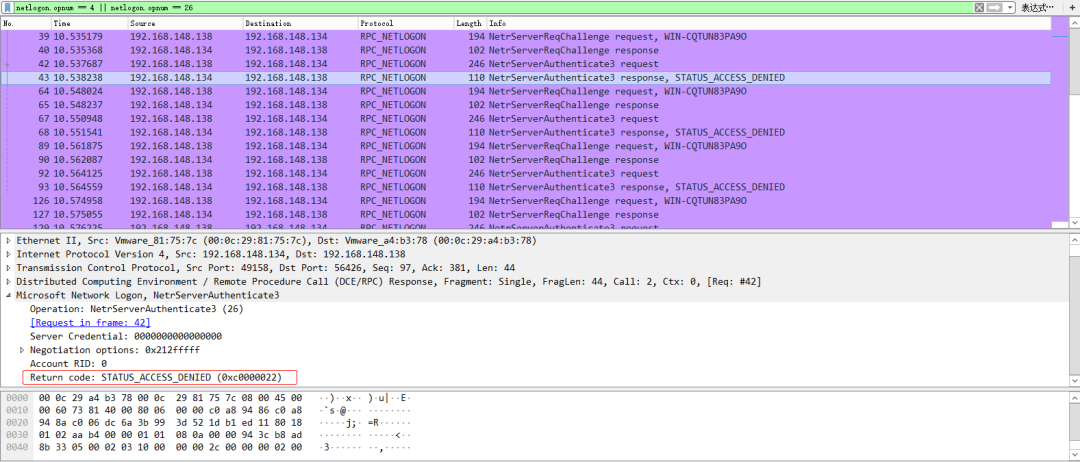 netlogon.opnum == 4 || netlogon.opnum == 26 表达式… +
No. Time Source Destination Protocol Length Info
39 10.535179 192.168.148.138 192.168.148.134 RPC_NETLOGON 194 NetrServerReqChallenge request, WIN-CQTUN83PA9O
40 10.535368 192.168.148.134 192.168.148.138 RPC_NETLOGON 102 NetrServerReqChallenge response
42 10.537687 192.168.148.138 192.168.148.134 RPC_NETLOGON 246 NetrServerAuthenticate3 request
43 10.538238 192.168.148.134 192.168.148.138 RPC_NETLOGON 110 NetrServerAuthenticate3 response, STATUS_ACCESS_DENIED
64 10.548024 192.168.148.138 192.168.148.134 RPC_NETLOGON 194 NetrServerReqChallenge request, WIN-CQTUN83PA9O
65 10.548237 192.168.148.134 192.168.148.138 RPC_NETLOGON 102 NetrServerReqChallenge response
67 10.550948 192.168.148.138 192.168.148.134 RPC_NETLOGON 246 NetrServerAuthenticate3 request
68 10.551541 192.168.148.134 192.168.148.138 RPC_NETLOGON 110 NetrServerAuthenticate3 response, STATUS_ACCESS_DENIED
89 10.561875 192.168.148.138 192.168.148.134 RPC_NETLOGON 194 NetrServerReqChallenge request, WIN-CQTUN83PA9O
90 10.562087 192.168.148.134 192.168.148.138 RPC_NETLOGON 102 NetrServerReqChallenge response
92 10.564125 192.168.148.138 192.168.148.134 RPC_NETLOGON 246 NetrServerAuthenticate3 request
93 10.564559 192.168.148.134 192.168.148.138 RPC_NETLOGON 110 NetrServerAuthenticate3 response, STATUS_ACCESS_DENIED
126 10.574958 192.168.148.138 192.168.148.134 RPC_NETLOGON 194 NetrServerReqChallenge request, WIN-CQTUN83PA9O
127 10.575055 192.168.148.134 192.168.148.138 RPC_NETLOGON 102 NetrServerReqChallenge response
129 10.576225 192.168.148.138 192.168.148.134 RPC_NETLOGON 246 NetrServerAuthenticate3 request
Ethernet II, Src: Vmware_81:75:7c (00:0c:29:81:75:7c), Dst: Vmware_a4:b3:78 (00:0c:29:a4:b3:78)
Internet Protocol Version 4, Src: 192.168.148.134, Dst: 192.168.148.138
Transmission Control Protocol, Src Port: 49158, Dst Port: 56426, Seq: 97, Ack: 381, Len: 44
Distributed Computing Environment / Remote Procedure Call (DCE/RPC) Response, Fragment: Single, FragLen: 44, Call: 2, Ctx: 0, [Req: #42]
Microsoft Network Logon, NetrServerAuthenticate3
Operation: NetrServerAuthenticate3 (26)
[Request in frame: 42]
Server Credential: 0000000000000000
Negotiation options: 0x212fffff
Account RID: 0
Return code: STATUS_ACCESS_DENIED (0xc0000022)
0000 00 0c 29 a4 b3 78 00 0c 29 81 75 7c 08 00 45 00 ··)··x·· )·u|··E·
0010 00 60 73 81 40 00 80 06 00 00 c0 a8 94 86 c0 a8 ·`s·@··· ········
0020 94 8a c0 06 dc 6a 3b 99 3d 52 1d b1 ed 11 80 18 ·····j;· =R······
0030 01 02 aa b4 00 00 01 01 08 0a 00 00 94 3c b8 ad ········ ·····<··
0040 8b 33 05 00 02 03 10 00 00 00 2c 00 00 00 02 00 ·3······ ··,·····